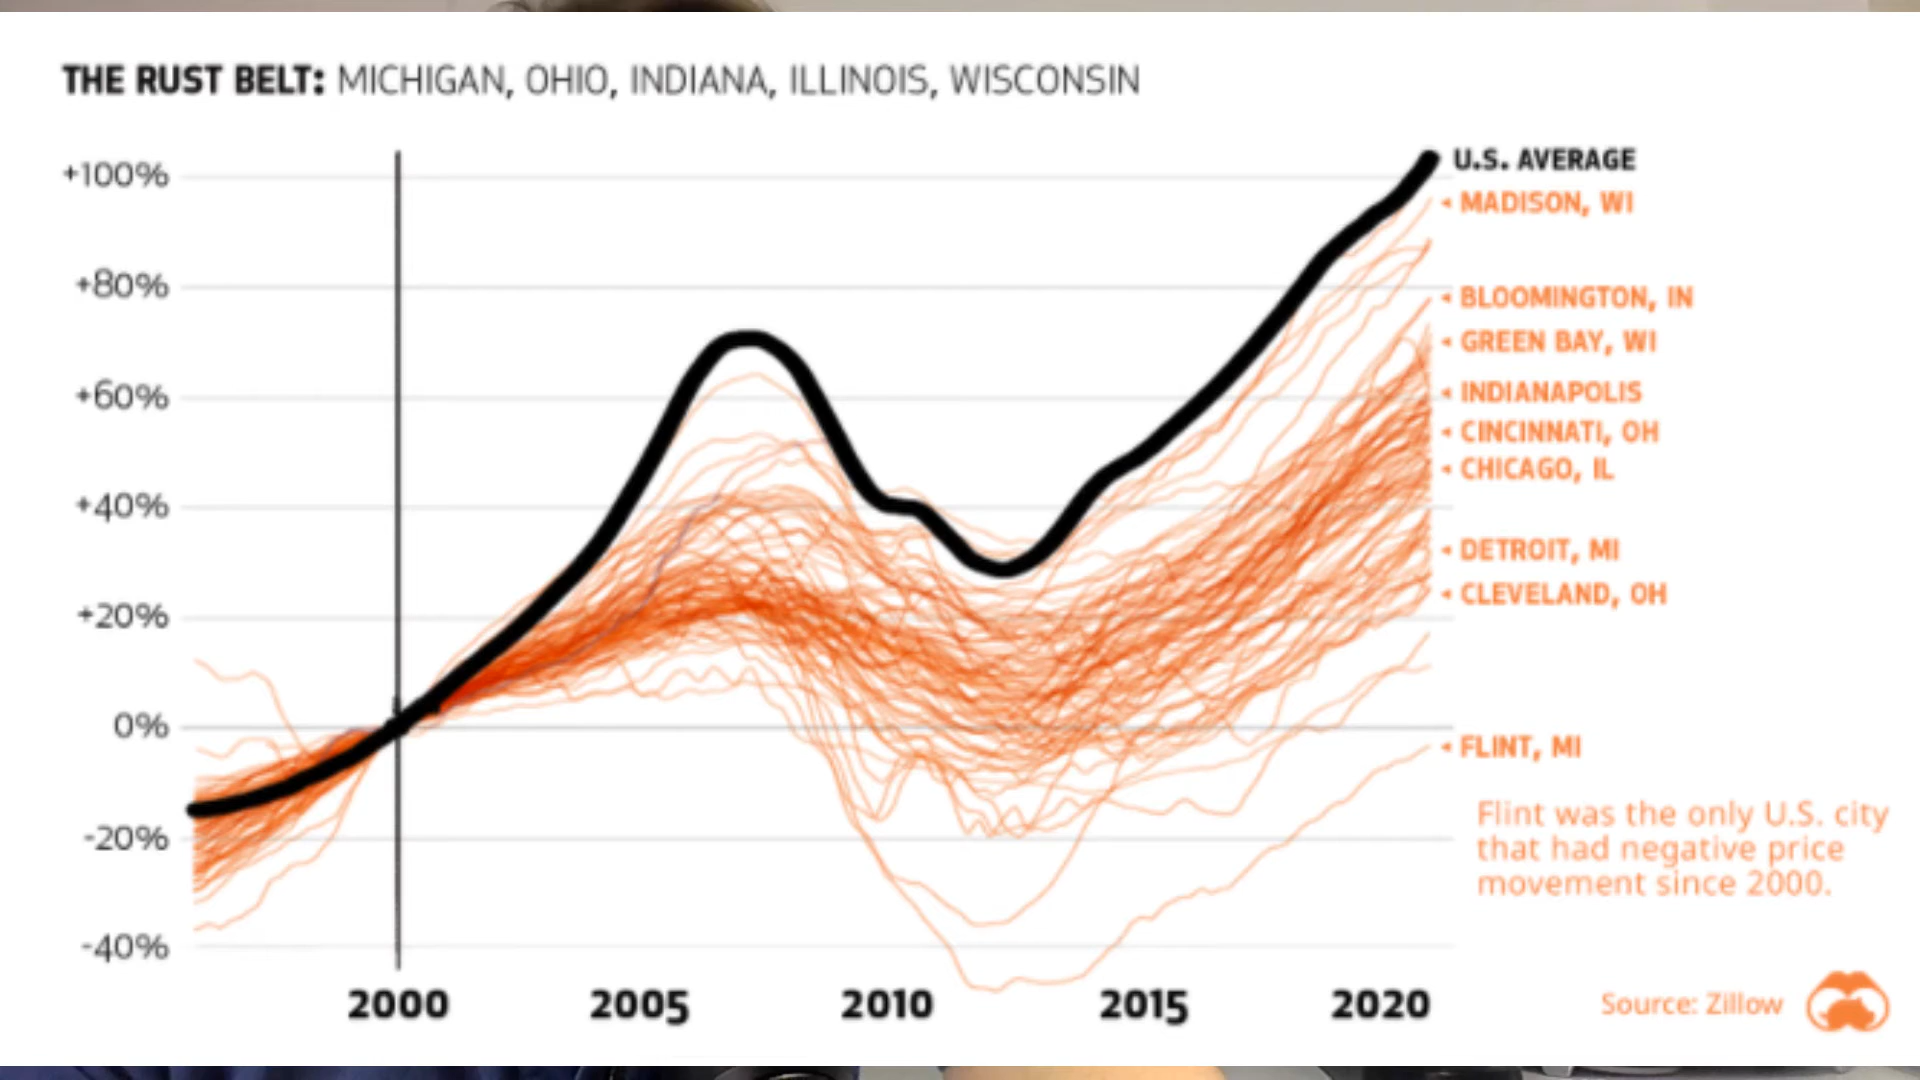 THE RUST BELT: MICHIGAN, OHIO, INDIANA, ILLINOIS, WISCONSIN
+100%
+80%
+60%
+40%
+20%
0%
-20%
-40%
2000
2005
2010
2015
2020
U.S. AVERAGE
MADISON, WI
BLOOMINGTON, IN
GREEN BAY, WI
INDIANAPOLIS
CINCINNATI, OH
CHICAGO, IL
DETROIT, MI
CLEVELAND, OH
FLINT, MI
Flint was the only U.S. city
that had negative price
movement since 2000.
Source: Zillow